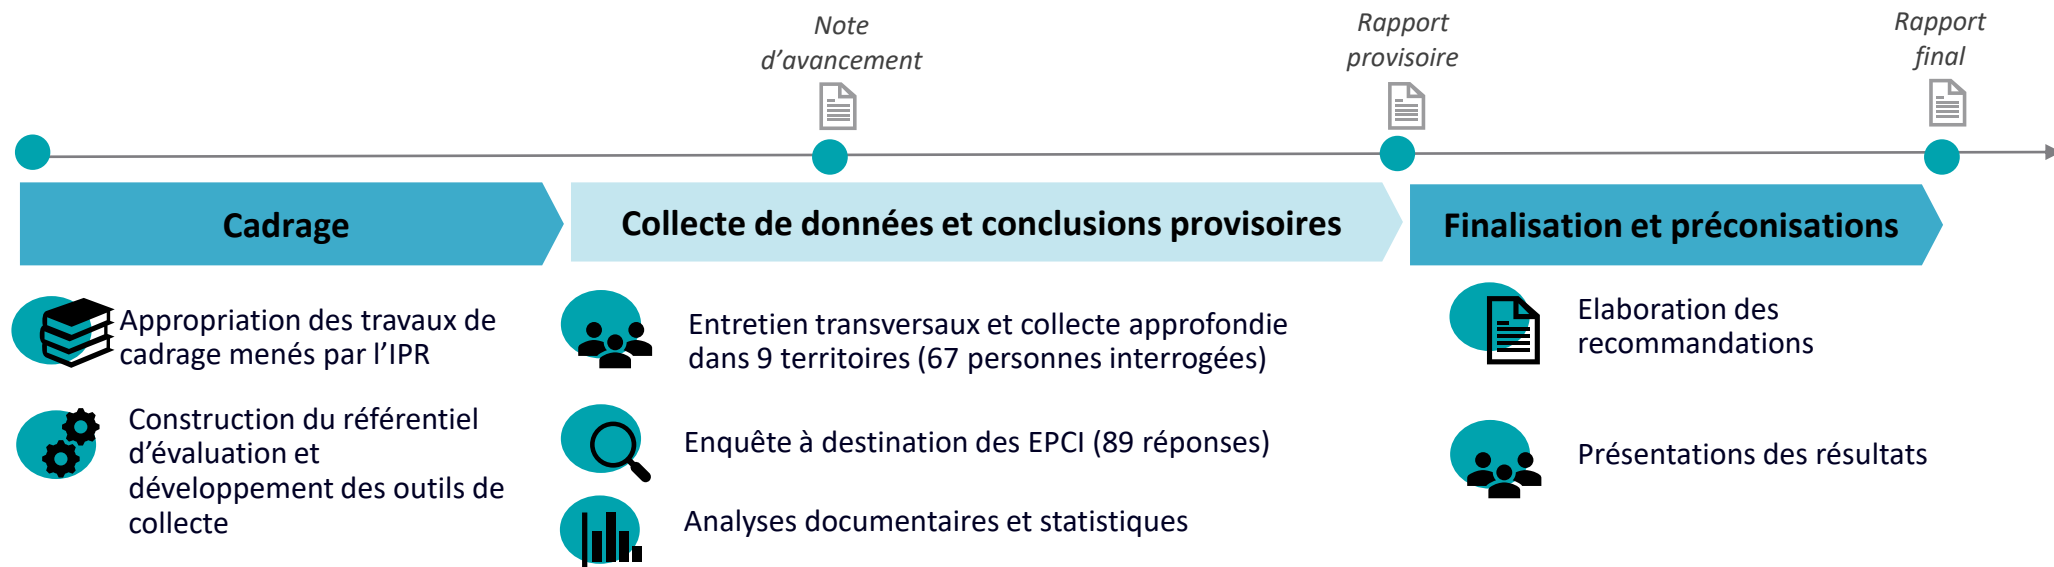 Note
d’avancement
Rapport
provisoire
Rapport
final
Cadrage
Collecte de données et conclusions provisoires
Finalisation et préconisations
Appropriation des travaux de
cadrage menés par l’IPR
Construction du référentiel
d’évaluation et
développement des outils de
collecte
Entretien transversaux et collecte approfondie
dans 9 territoires (67 personnes interrogées)
Enquête à destination des EPCI (89 réponses)
Analyses documentaires et statistiques
Elaboration des
recommandations
Présentations des résultats